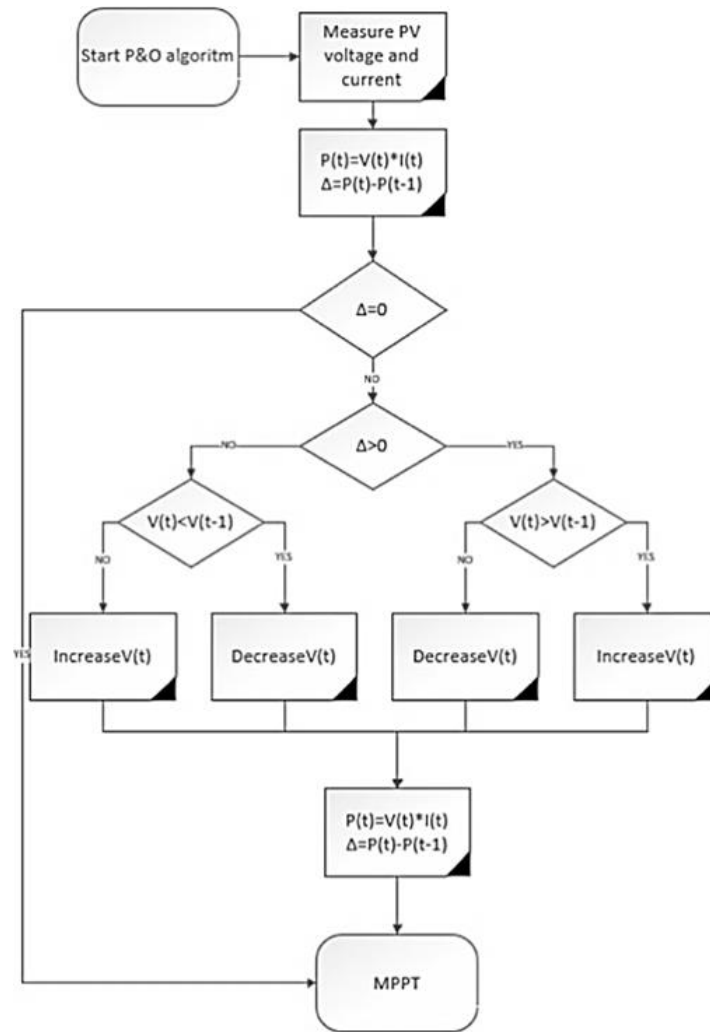 Start P&O algoritm
Measure PV
voltage and
current
P(t)=V(t)*I(t)
Δ=P(t)-P(t-1)
Δ=0
NO
Δ>0
NO
YES
V(t)<V(t-1)
V(t)>V(t-1)
NO
YES
NO
YES
YES
IncreaseV(t)
DecreaseV(t)
DecreaseV(t)
IncreaseV(t)
P(t)=V(t)*I(t)
Δ=P(t)-P(t-1)
MPPT